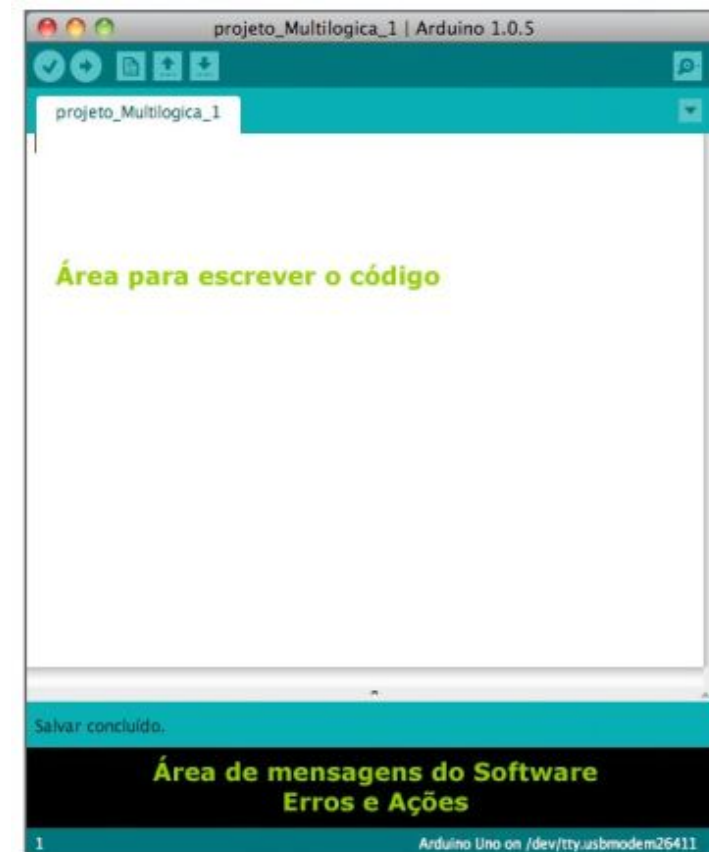 projeto_Multilogica_1 | Arduino 1.0.5
projeto_Multilogica_1
Área para escrever o código
Salvar concluído.
Área de mensagens do Software
Erros e Ações
1
Arduino Uno on /dev/tty.usbmodem26411